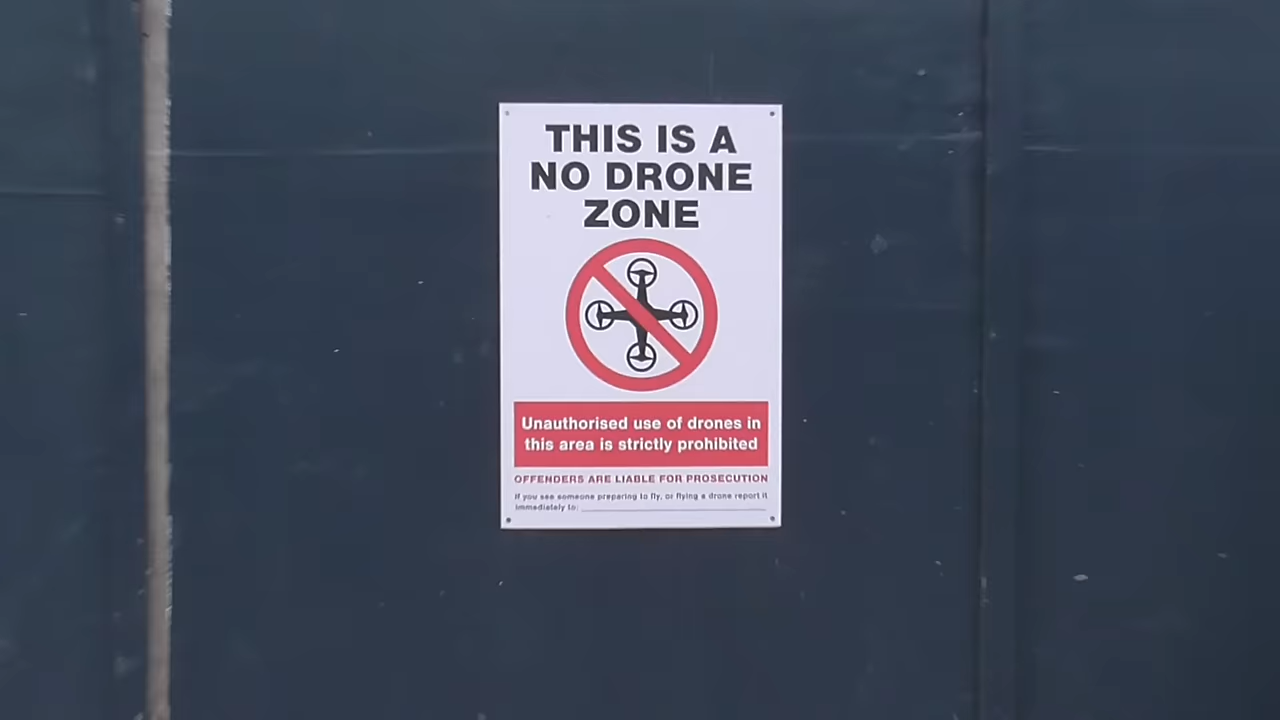 THIS IS A
NO DRONE
ZONE
Unauthorised use of drones in
this area is strictly prohibited
OFFENDERS ARE LIABLE FOR PROSECUTION
If you see someone preparing to fly, or flying a drone report it
immediately to: